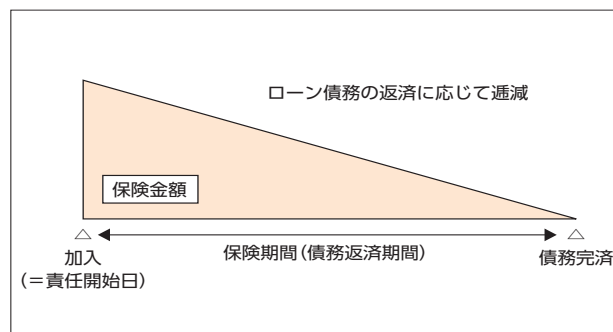 ローン債務の返済に応じて逓減
保険金額
△
△
加入
(=責任開始日)
保険期間(債務返済期間)
債務完済